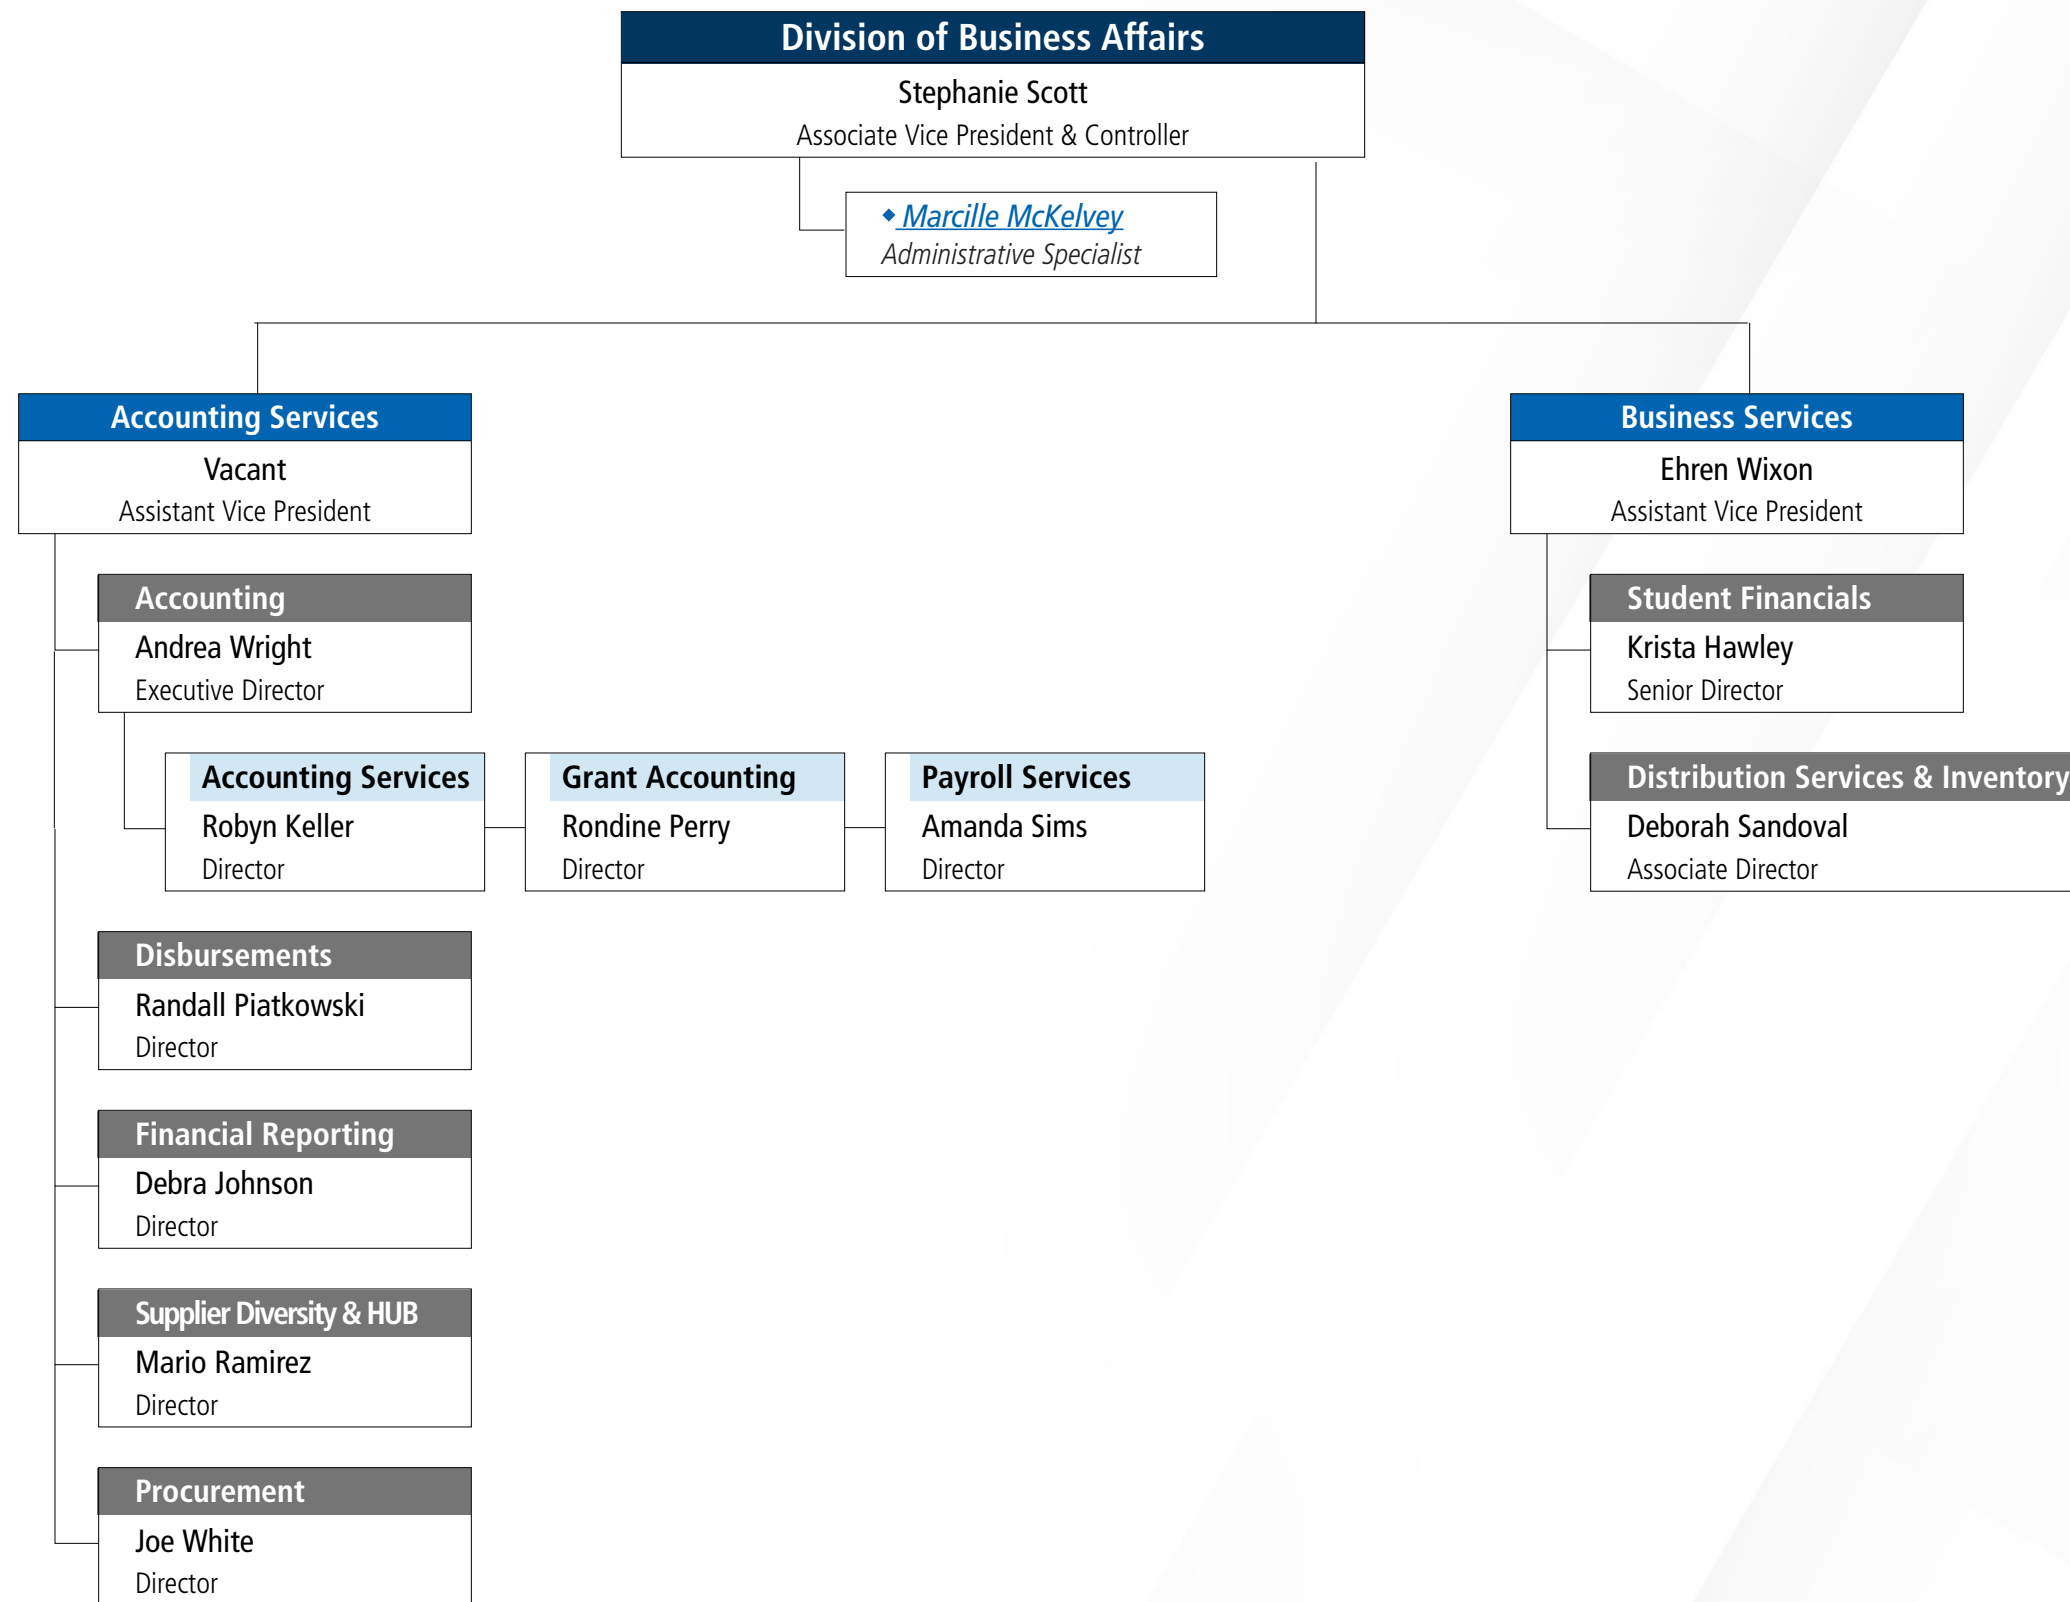 Division of Business Affairs
Stephanie Scott
Associate Vice President & Controller
Marcille McKelvey
Administrative Specialist
Accounting Services
Vacant
Assistant Vice President
Business Services
Ehren Wixon
Assistant Vice President
Accounting
Andrea Wright
Executive Director
Student Financials
Krista Hawley
Senior Director
Accounting Services
Robyn Keller
Director
Grant Accounting
Rondine Perry
Director
Payroll Services
Amanda Sims
Director
Distribution Services & Inventory
Deborah Sandoval
Associate Director
Disbursements
Randall Piatkowski
Director
Financial Reporting
Debra Johnson
Director
Supplier Diversity & HUB
Mario Ramirez
Director
Procurement
Joe White
Director